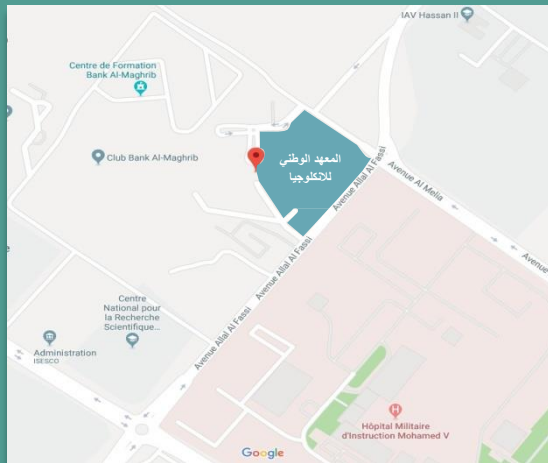 IAV Hassan II
Centre de Formation
Bank Al-Maghrib
Club Bank Al-Maghrib
المعهد الوطني
للانكلوجيا
Avenue Allal Al Fassi
Avenue Al Melia
Avenue
Avenue Allal Al Fassi
Avenue Allal Al Fassi
Centre
National pour
la Recherche
Scientifique...
Administration
ISESCO
Hôpital Militaire
d'Instruction Mohamed V
Google